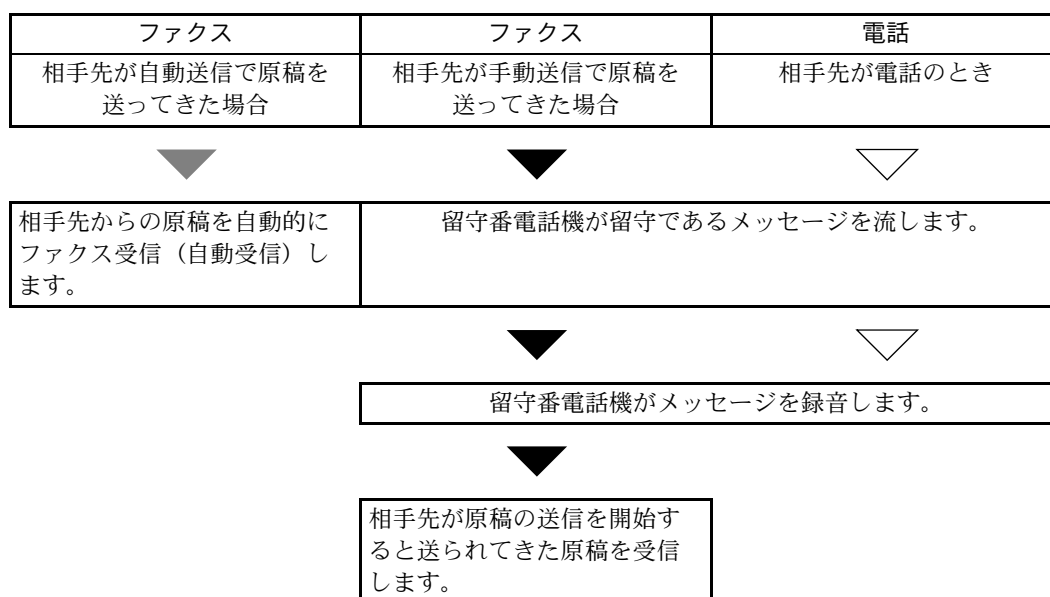 ファクス
ファクス
電話
相手先が自動送信で原稿を
送ってきた場合
相手先が手動送信で原稿を
送ってきた場合
相手先が電話のとき
相手先からの原稿を自動的に
ファクス受信（自動受信）し
ます。
留守番電話機が留守であるメッセージを流します。
留守番電話機がメッセージを録音します。
相手先が原稿の送信を開始す
ると送られてきた原稿を受信
します。